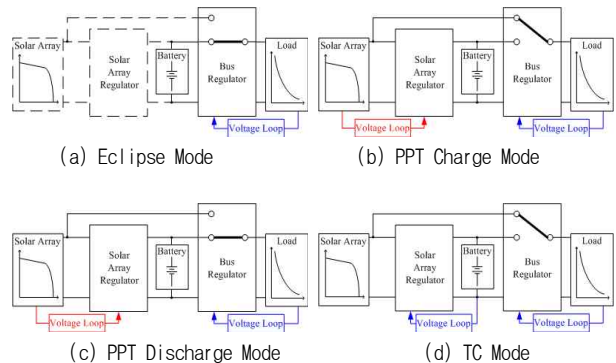 Solar Array
Solar
Array
Regulator
Battery
Bus
Regulator
Load
Voltage Loop
(a) Eclipse Mode
Solar Array
Solar
Array
Regulator
Battery
Bus
Regulator
Load
Voltage Loop
Voltage Loop
(b) PPT Charge Mode
Solar Array
Solar
Array
Regulator
Battery
Bus
Regulator
Load
Voltage Loop
Voltage Loop
(c) PPT Discharge Mode
Solar Array
Solar
Array
Regulator
Battery
Bus
Regulator
Load
Voltage Loop
Voltage Loop
(d) TC Mode